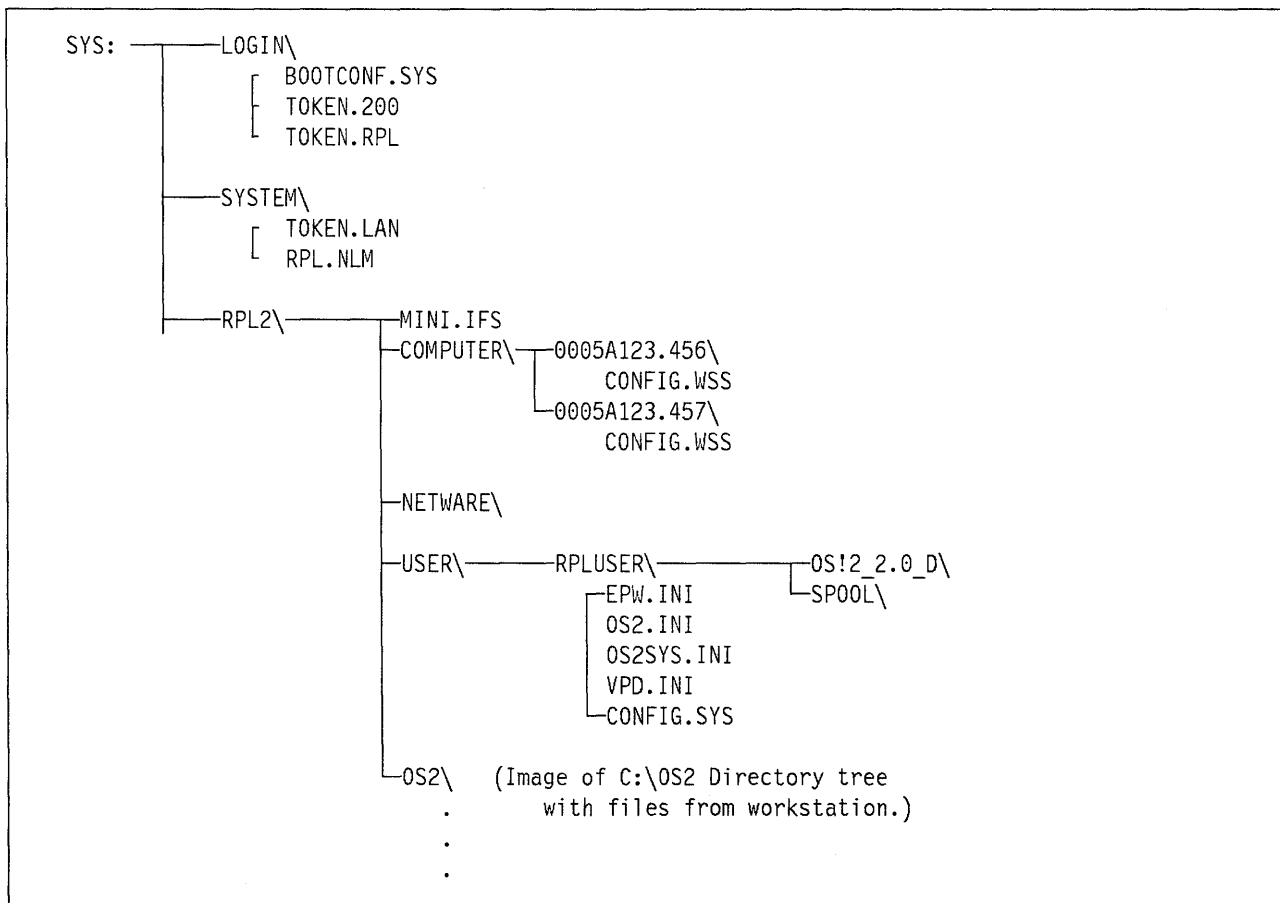 SYS: LOGIN\
BOOTCONF.SYS
TOKEN.200
TOKEN.RPL
SYSTEM\
TOKEN.LAN
RPL.NLM
RPL2\ MINI.IFS
COMPUTER\ 0005A123.456\
CONFIG.WSS
0005A123.457\
CONFIG.WSS
NETWARE\
USER\ RPLUSER\ OS!2_2.0_D\
EPW.INI SPOOL\
OS2.INI
OS2SYS.INI
VPD.INI
CONFIG.SYS
OS2\ (Image of C:\OS2 Directory tree
. with files from workstation.)
.
.